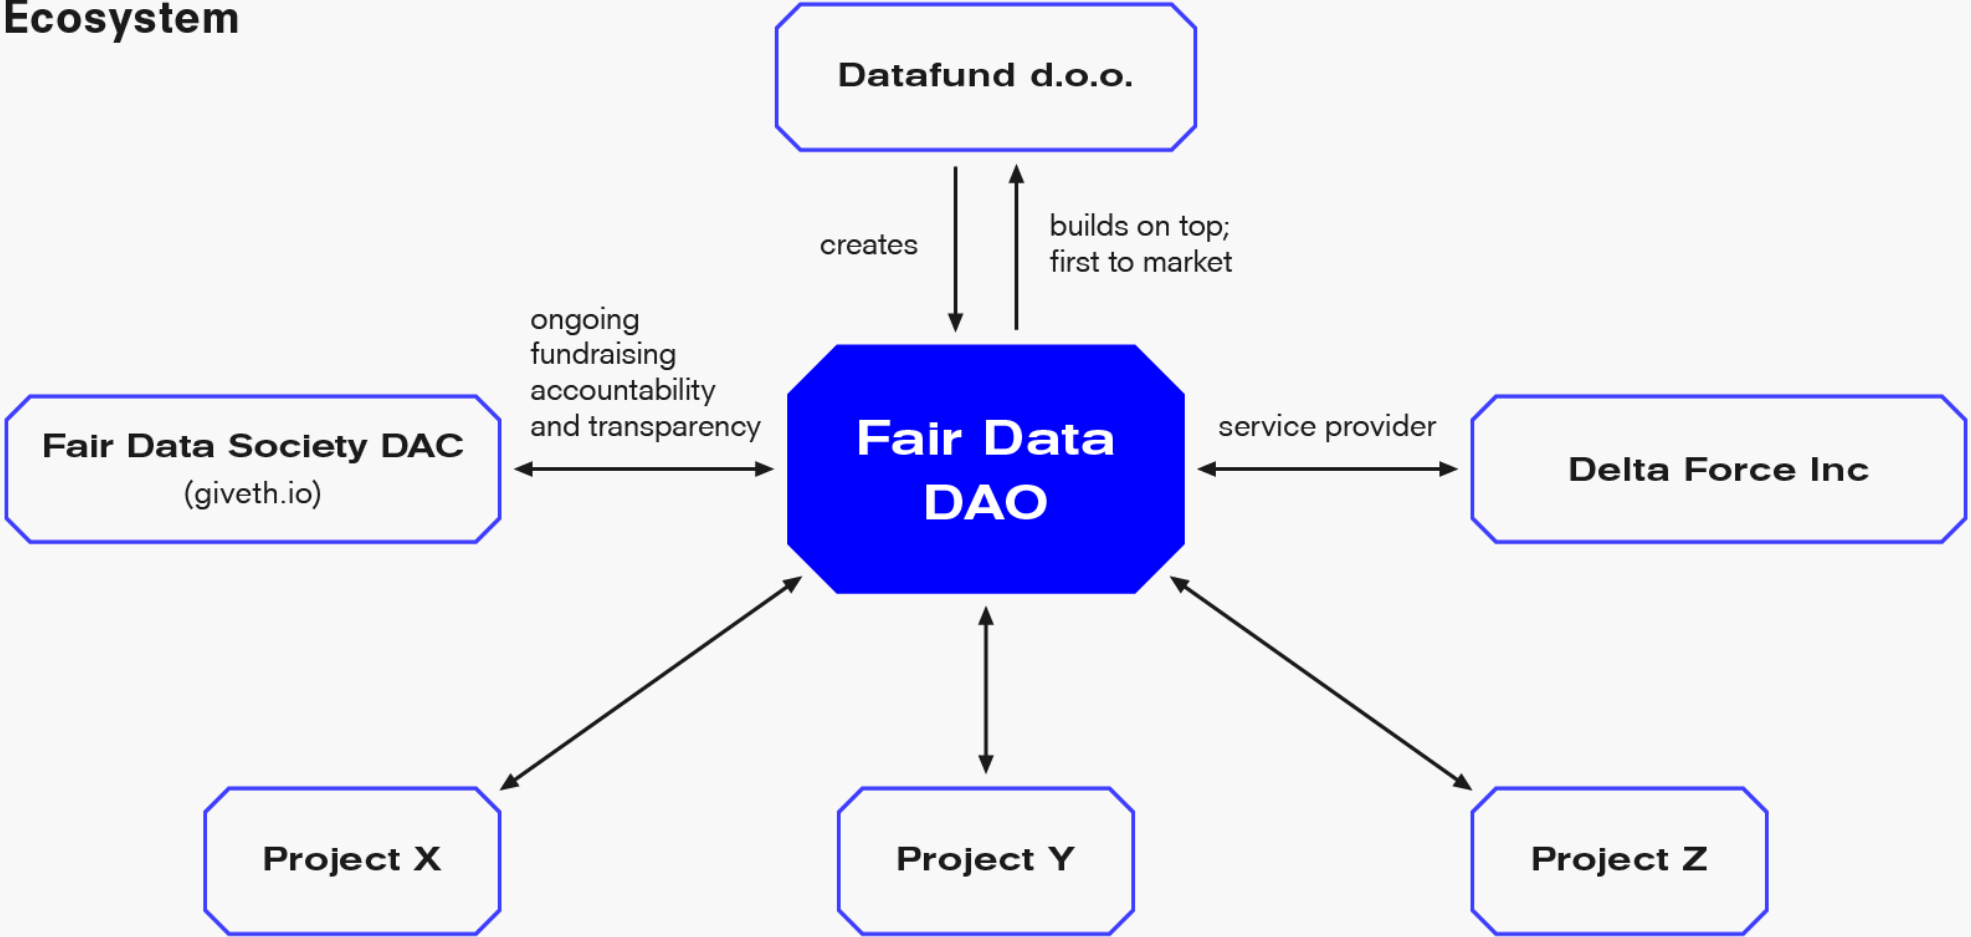 Ecosystem
Datafund d.o.o.
creates
builds on top;
first to market
ongoing
fundraising
accountability
and transparency
Fair Data Society DAC
(giveth.io)
Fair Data
DAO
service provider
Delta Force Inc
Project X
Project Y
Project Z